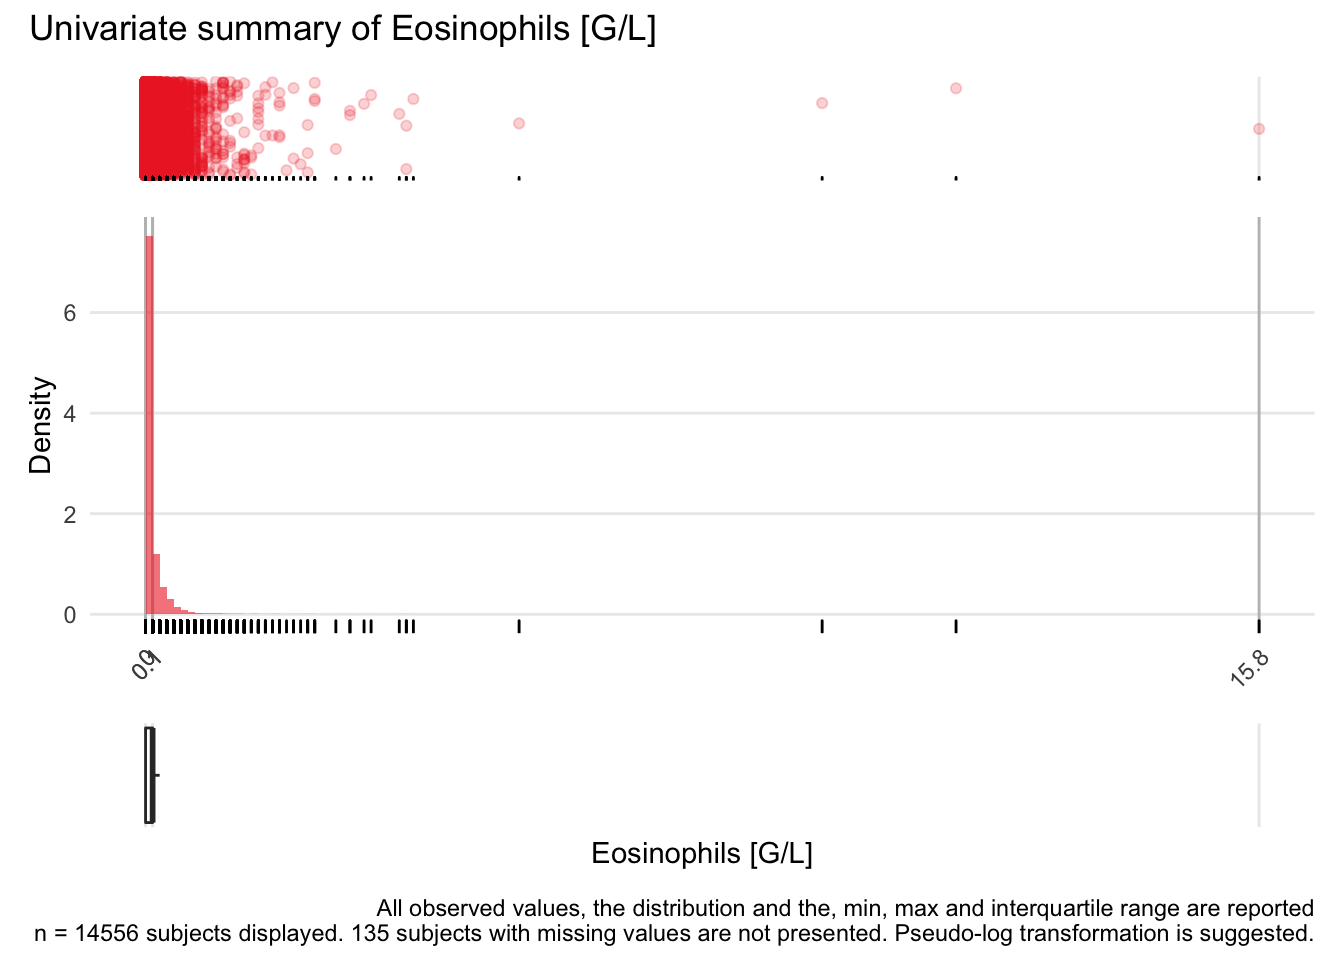 Univariate summary of Eosinophils [G/L]
Density
6
4
2
0
0.0
15.8
Eosinophils [G/L]
All observed values, the distribution and the, min, max and interquartile range are reported
n = 14556 subjects displayed. 135 subjects with missing values are not presented. Pseudo-log transformation is suggested.